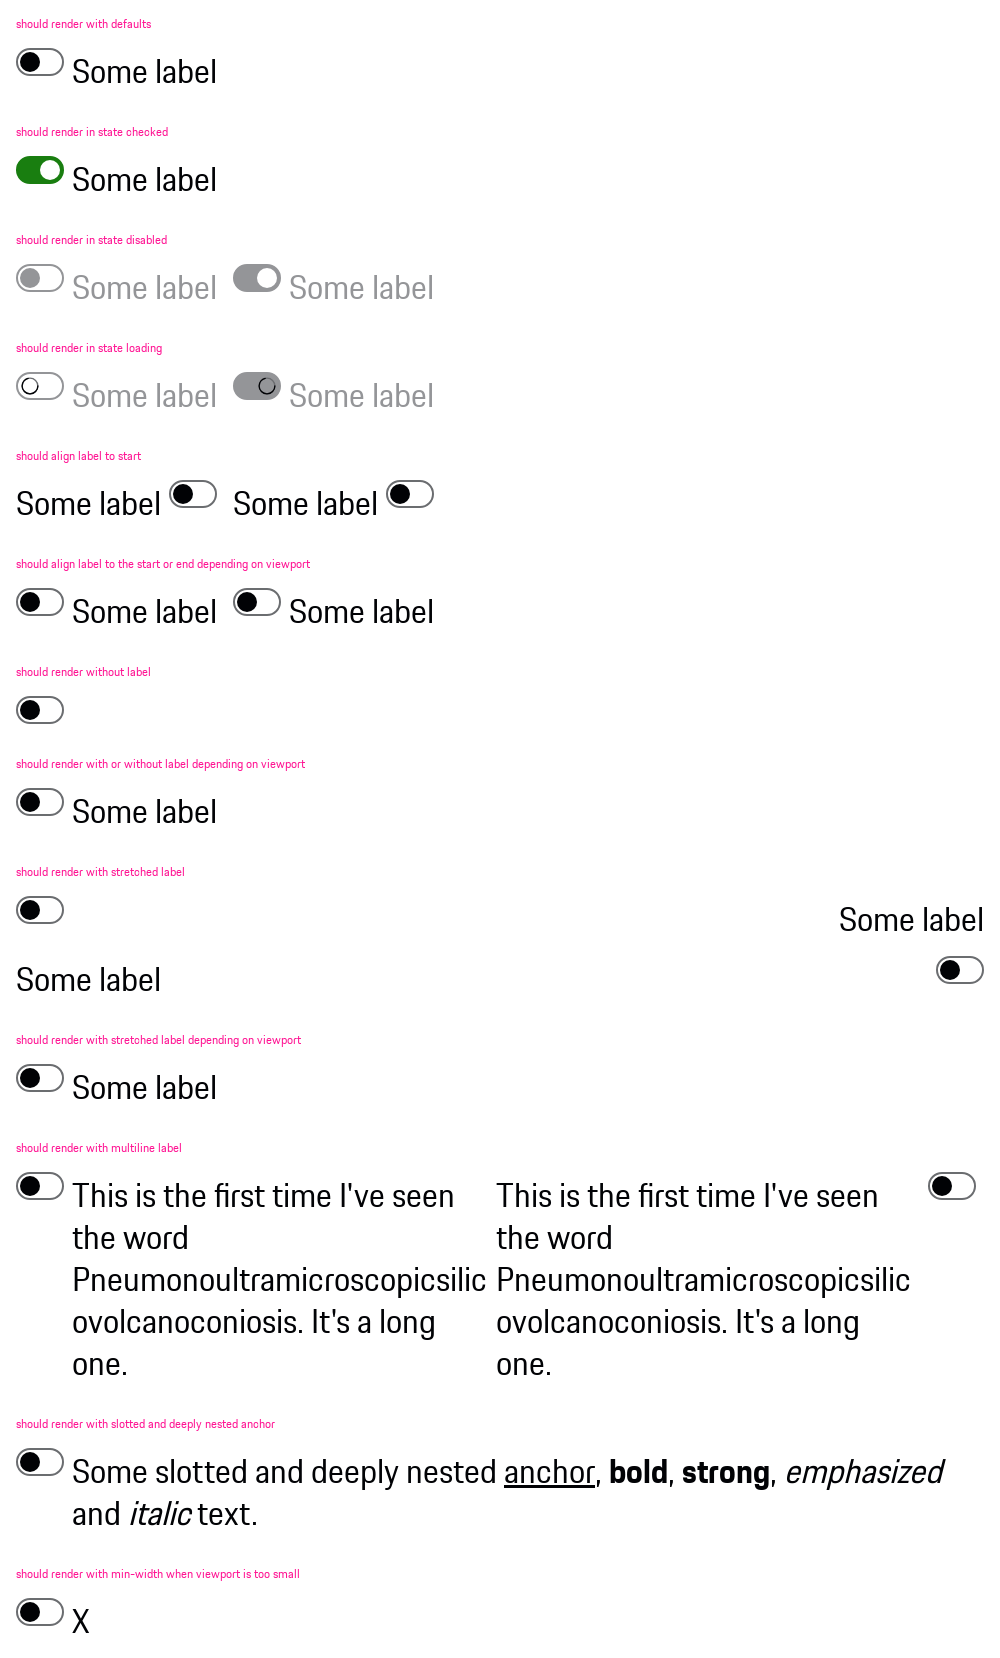 should render with defaults
Some label
should render in state checked
Some label
should render in state disabled
Some label Some label
should render in state loading
Some label Some label
should align label to start
Some label Some label
should align label to the start or end depending on viewport
Some label Some label
should render without label
should render with or without label depending on viewport
Some label
should render with stretched label
Some label
Some label
should render with stretched label depending on viewport
Some label
should render with multiline label
This is the first time I've seen
the word
Pneumonoultramicroscopicsilic
ovolcanoconiosis. It's a long
one.
This is the first time I've seen
the word
Pneumonoultramicroscopicsilic
ovolcanoconiosis. It's a long
one.
should render with slotted and deeply nested anchor
Some slotted and deeply nested anchor, bold, strong, emphasized
and italic text.
should render with min-width when viewport is too small
X